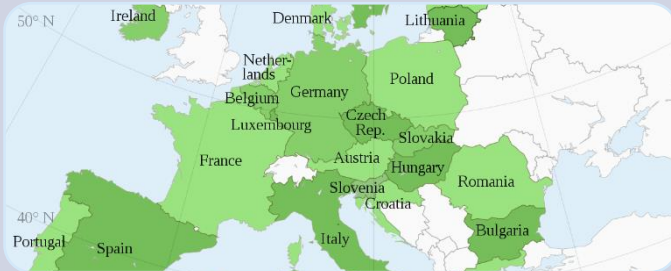 Ireland
Denmark
Lithuania
50° N
Nether-
lands
Poland
Germany
Belgium
Czech
Rep.
Luxembourg
Slovakia
France
Austria
Hungary
Romania
Slovenia
Croatia
40° N
Bulgaria
Portugal
Spain
Italy